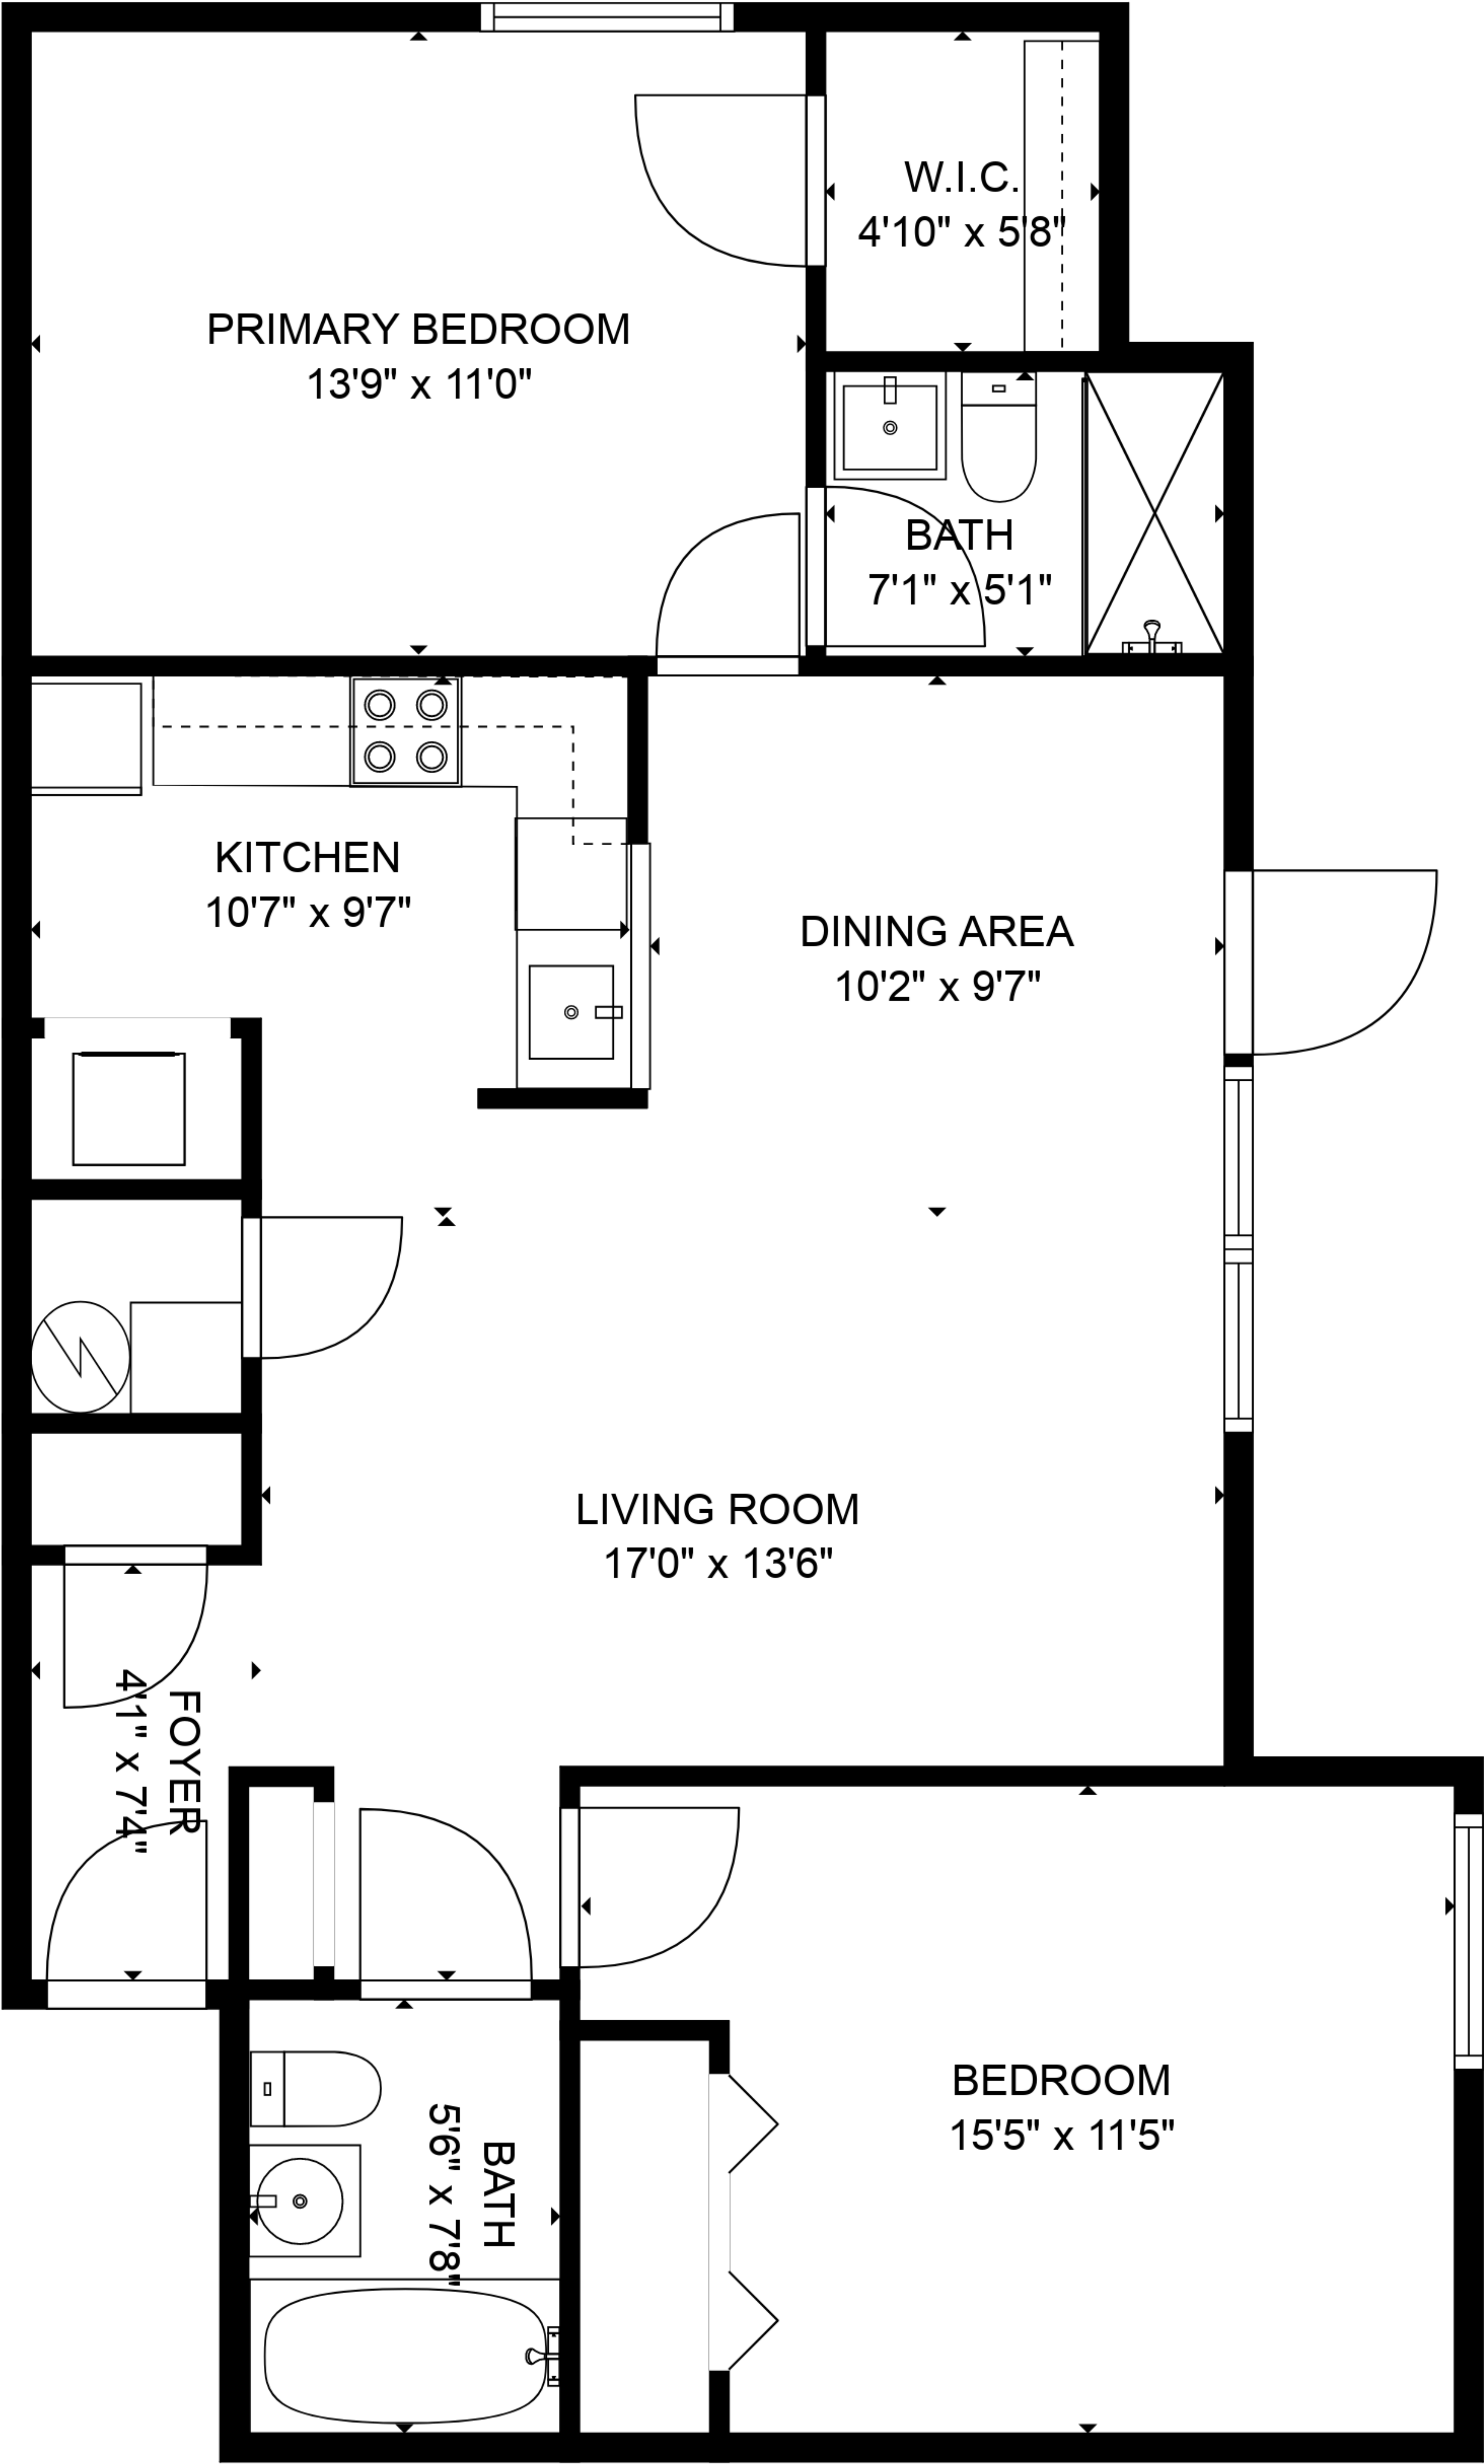 W.I.C.
4'10" x 5'8"
PRIMARY BEDROOM
13'9" x 11'0"
BATH
7'1" x 5'1"
KITCHEN
10'7" x 9'7"
DINING AREA
10'2" x 9'7"
LIVING ROOM
17'0" x 13'6"
FOYER
4'1" x 7'4"
BEDROOM
15'5" x 11'5"
BATH
5'6" x 7'8"